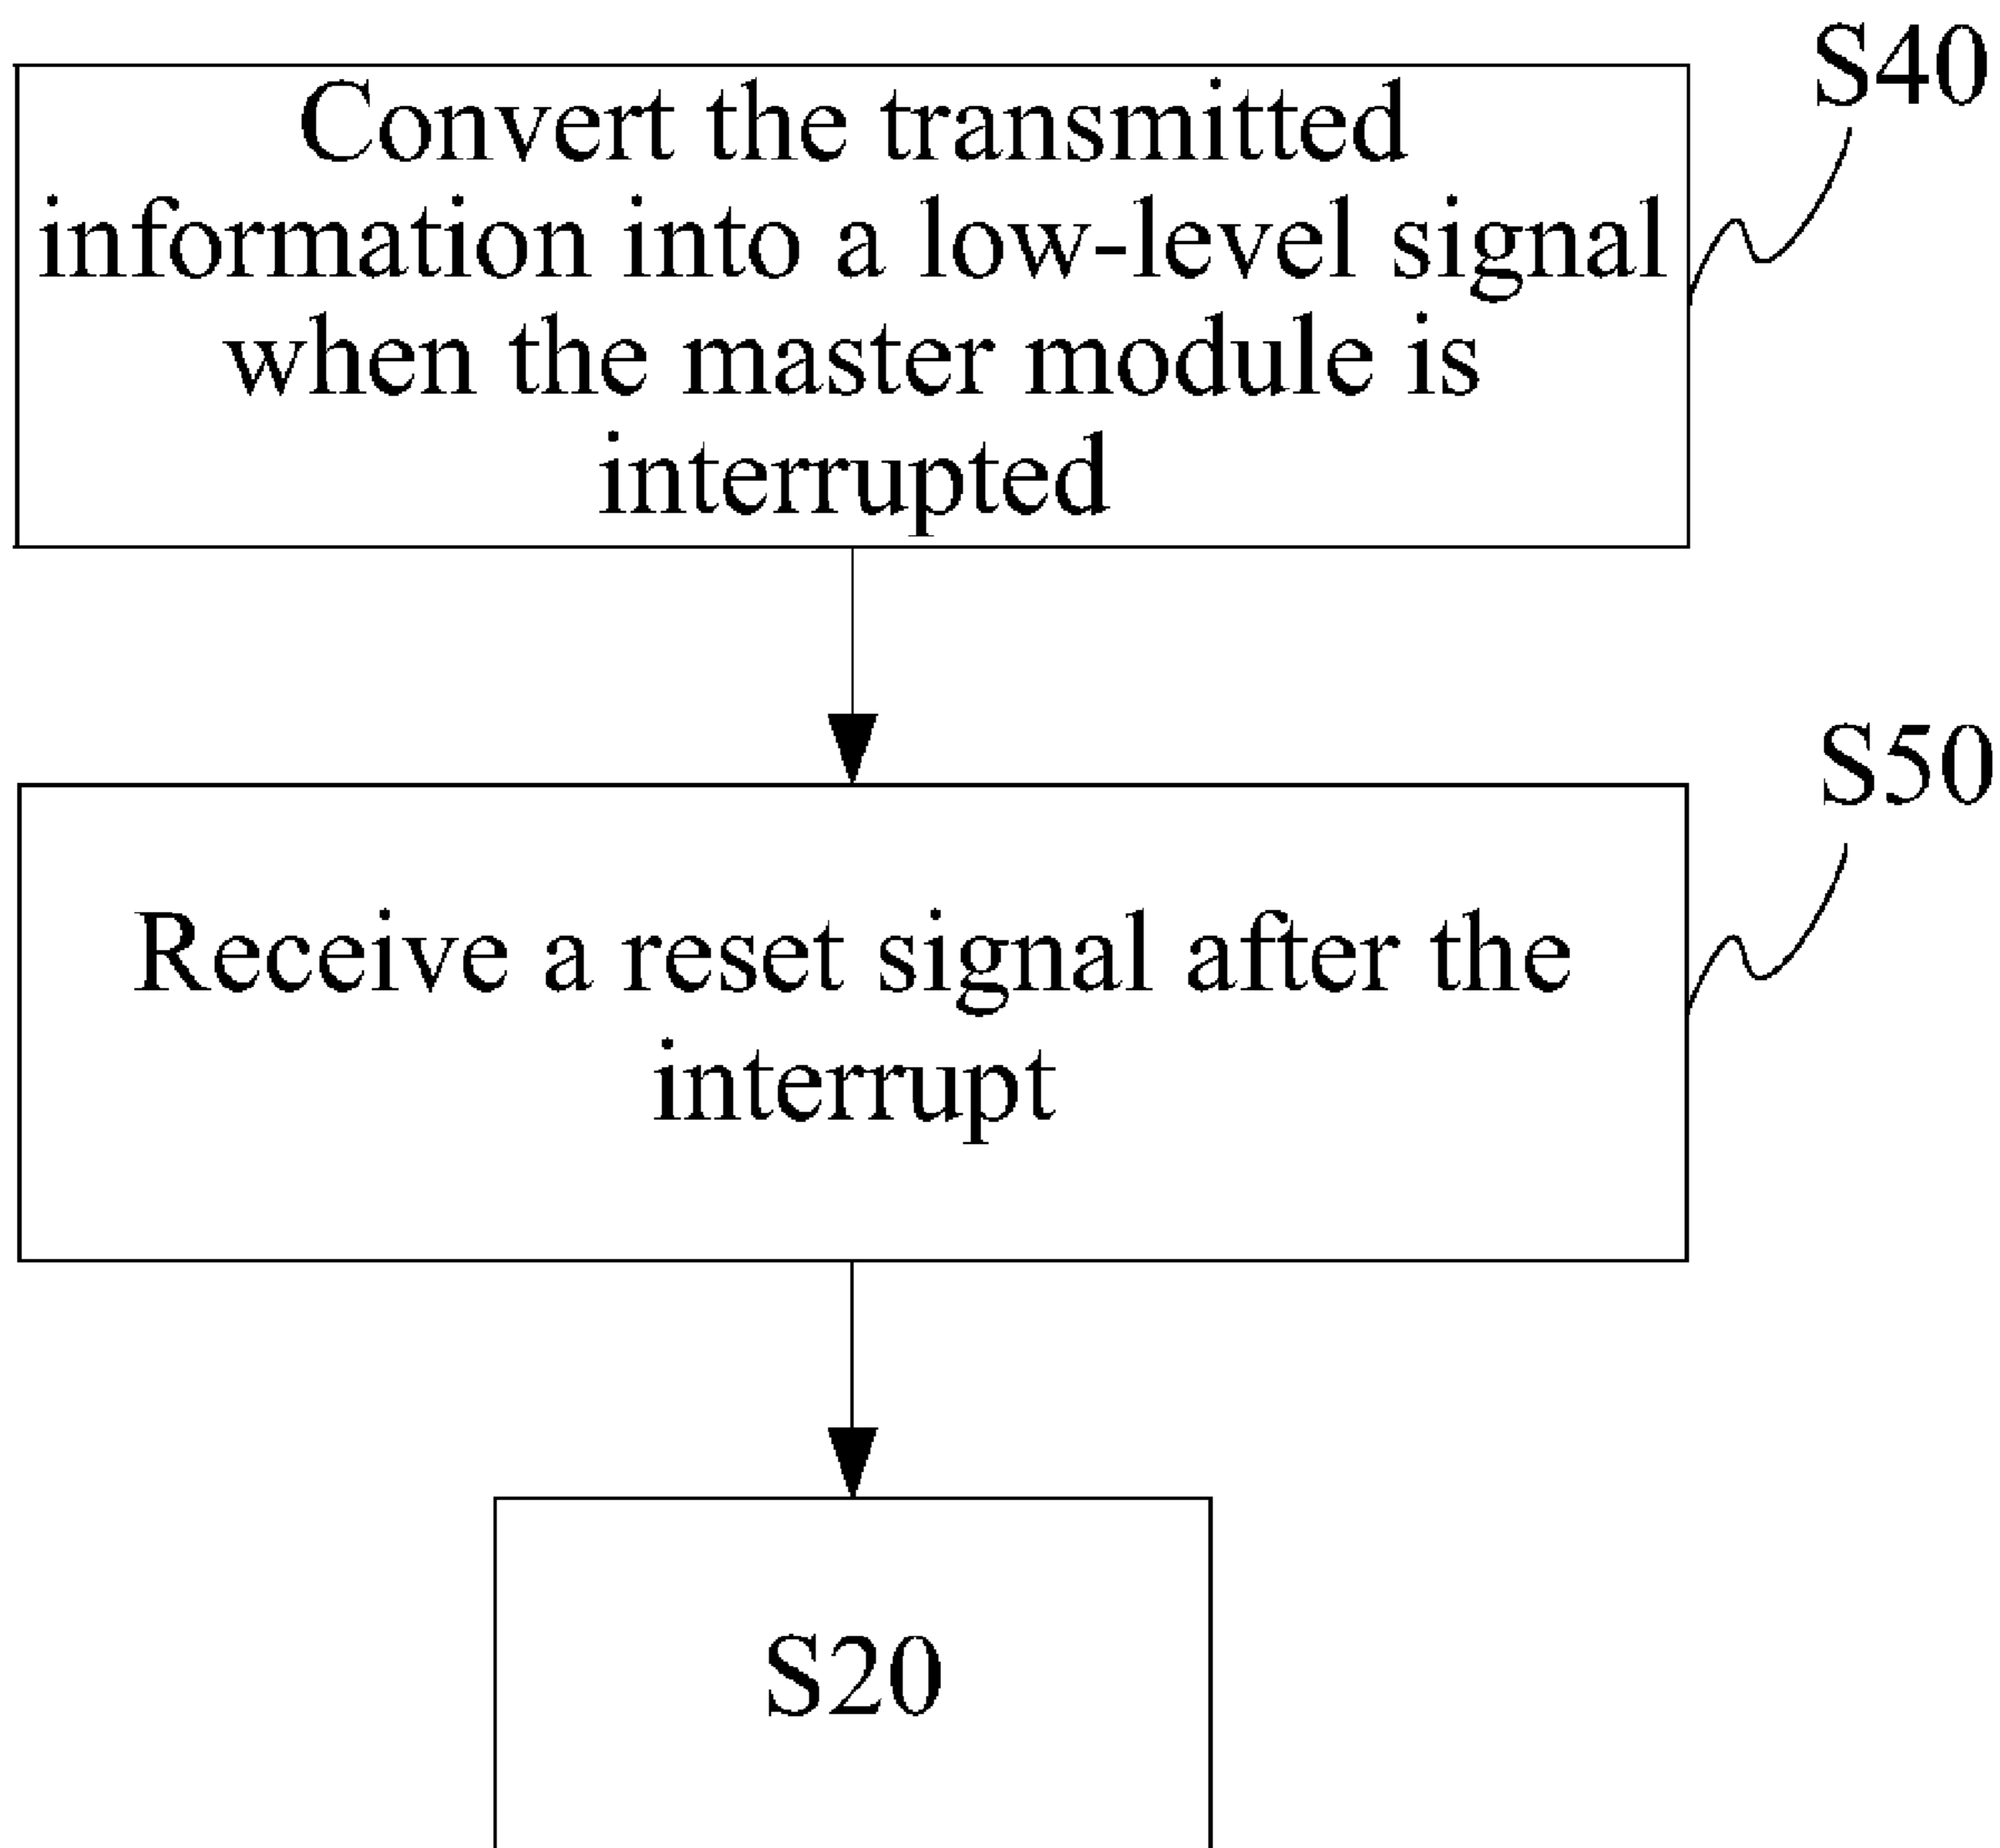 S40
Convert the transmitted
information into a low-level signal
when the master module is
interrupted
S50
Receive a reset signal after the
interrupt
S20